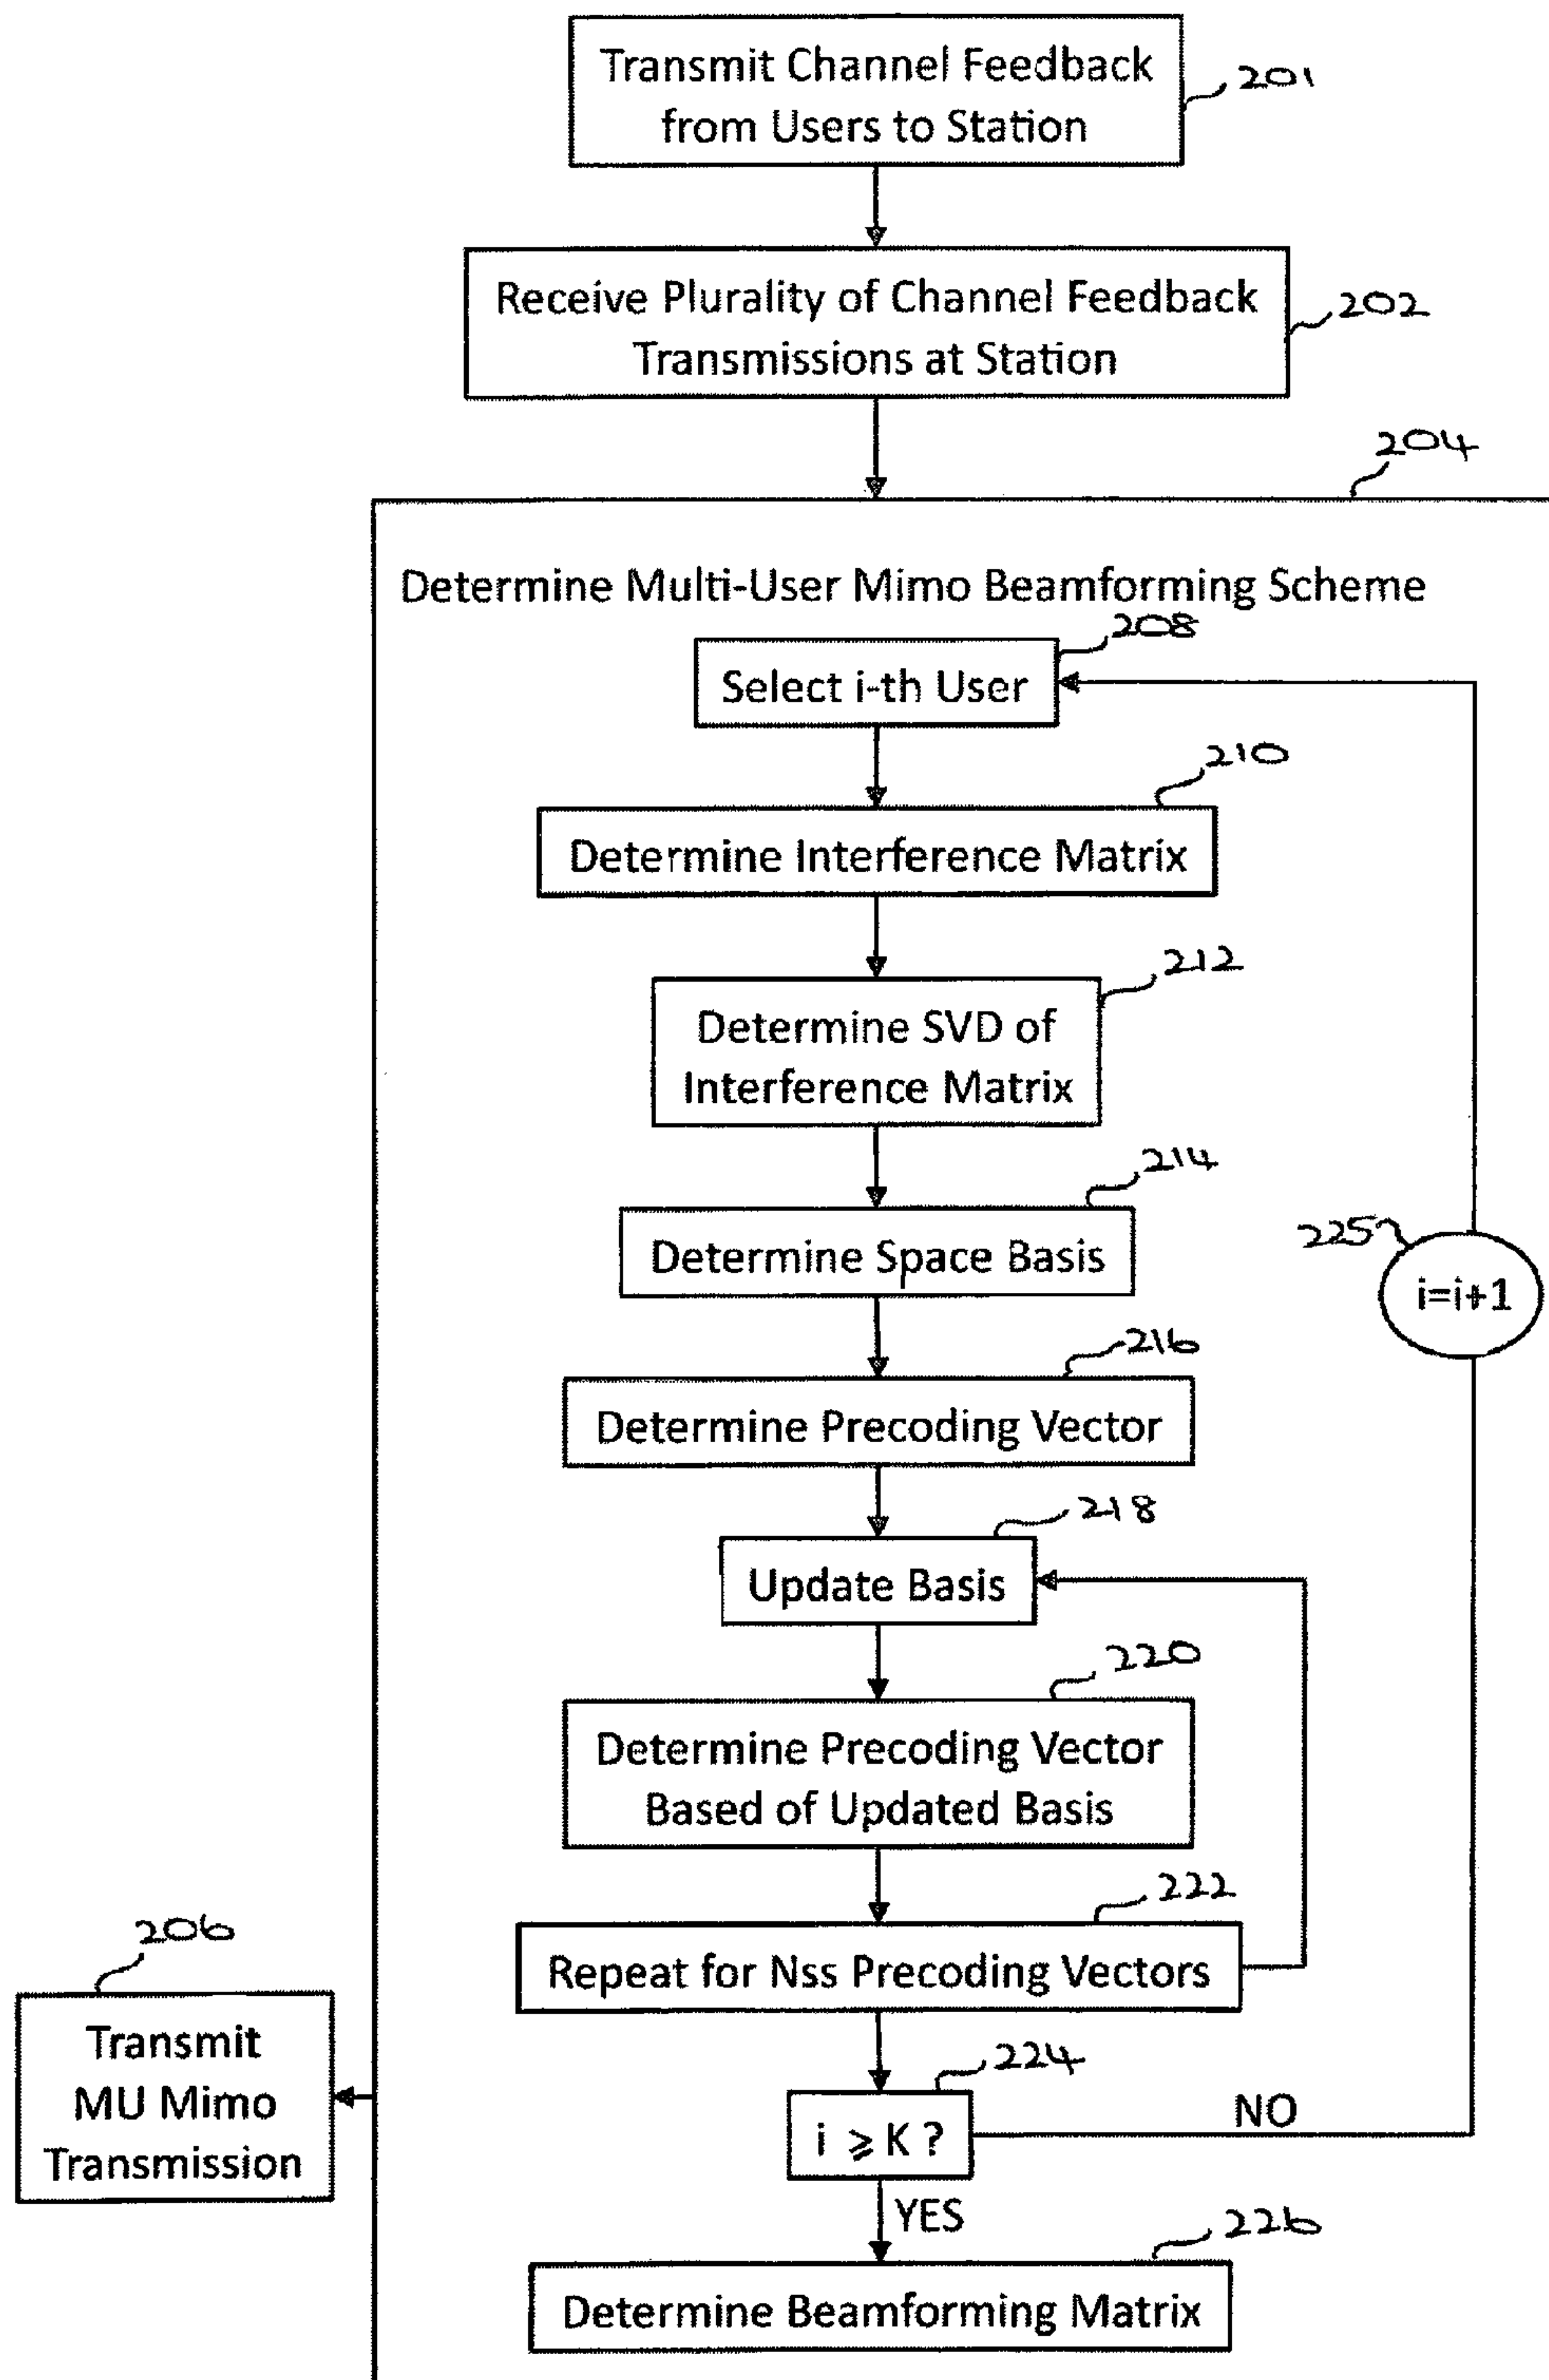 Transmit Channel Feedback
from Users to Station
201
Receive Plurality of Channel Feedback
Transmissions at Station
202
204
Determine Multi-User Mimo Beamforming Scheme
208
Select i-th User
210
Determine Interference Matrix
212
Determine SVD of
Interference Matrix
214
Determine Space Basis
225
i=i+1
216
Determine Precoding Vector
218
Update Basis
220
Determine Precoding Vector
Based of Updated Basis
222
Repeat for Nss Precoding Vectors
206
Transmit
MU Mimo
Transmission
224
i ⩾ K ?
NO
YES
226
Determine Beamforming Matrix